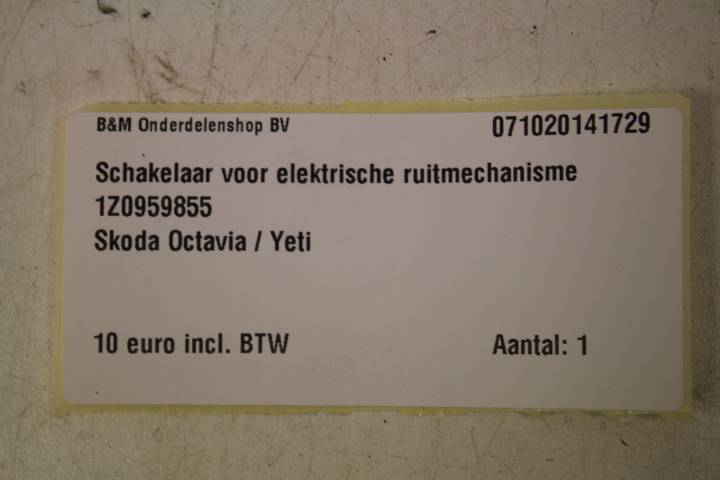 B&M Onderdelenshop BV 071020141729
Schakelaar voor elektrische ruitmechanisme
1Z0959855
Skoda Octavia / Yeti
10 euro incl. BTW Aantal: 1